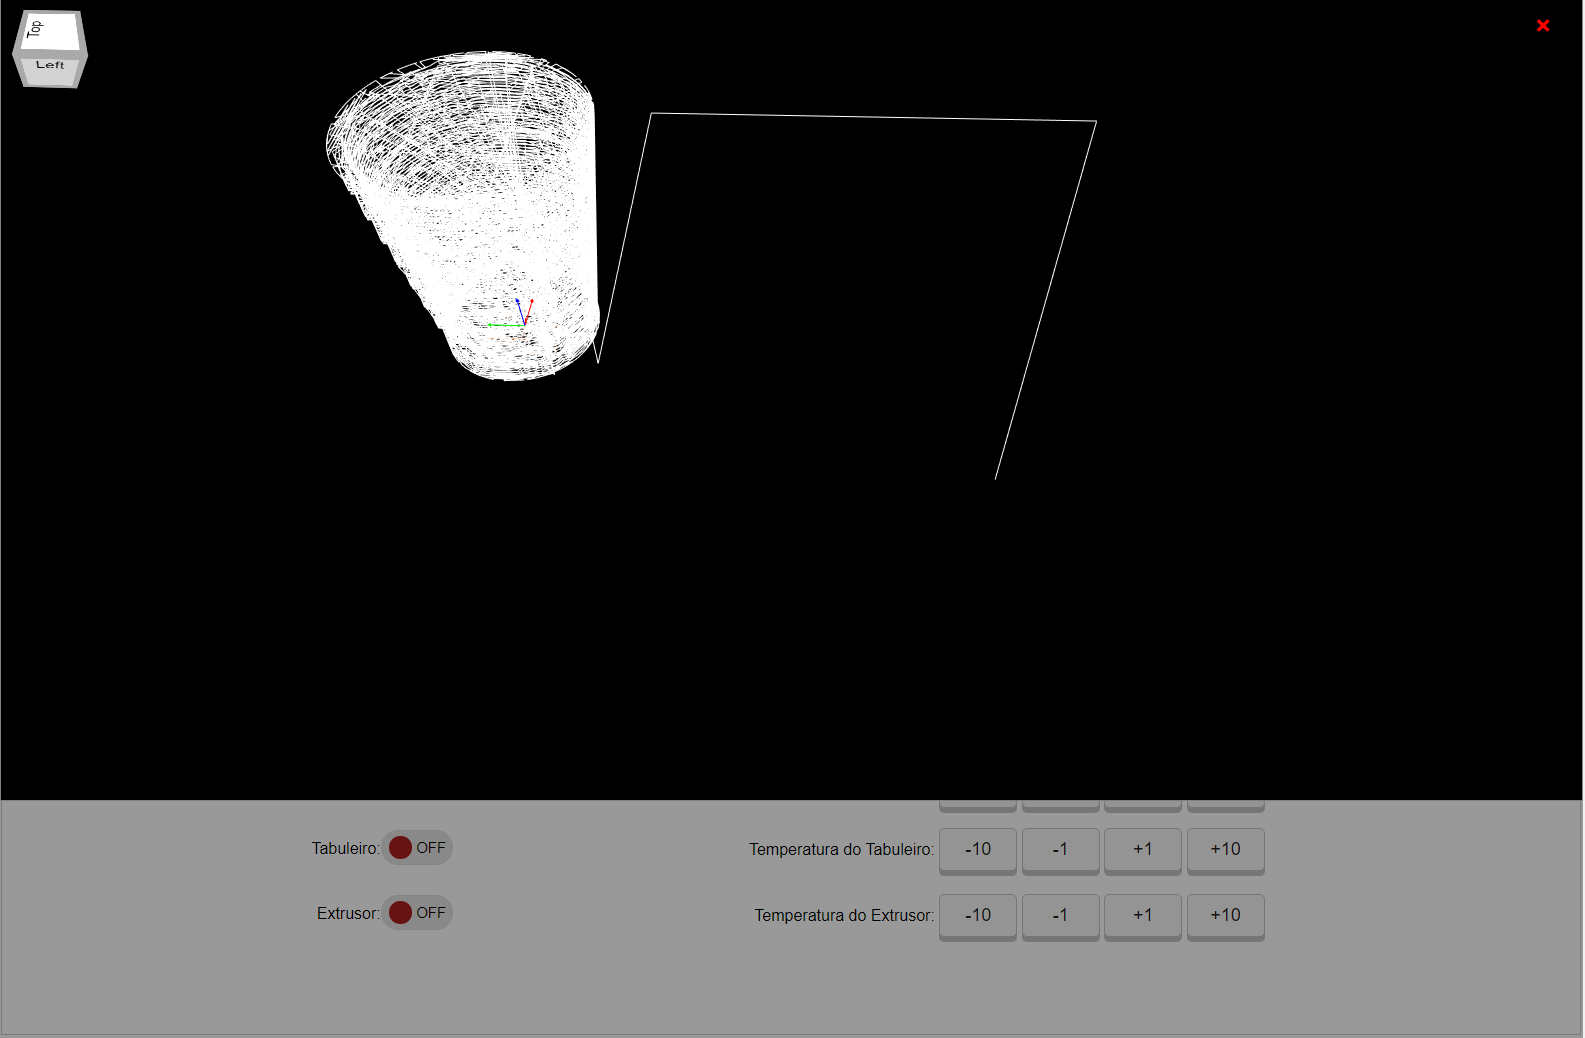 Top
Left
Tabuleiro: OFF
Temperatura do Tabuleiro: -10 -1 +1 +10
Extrusor: OFF
Temperatura do Extrusor: -10 -1 +1 +10